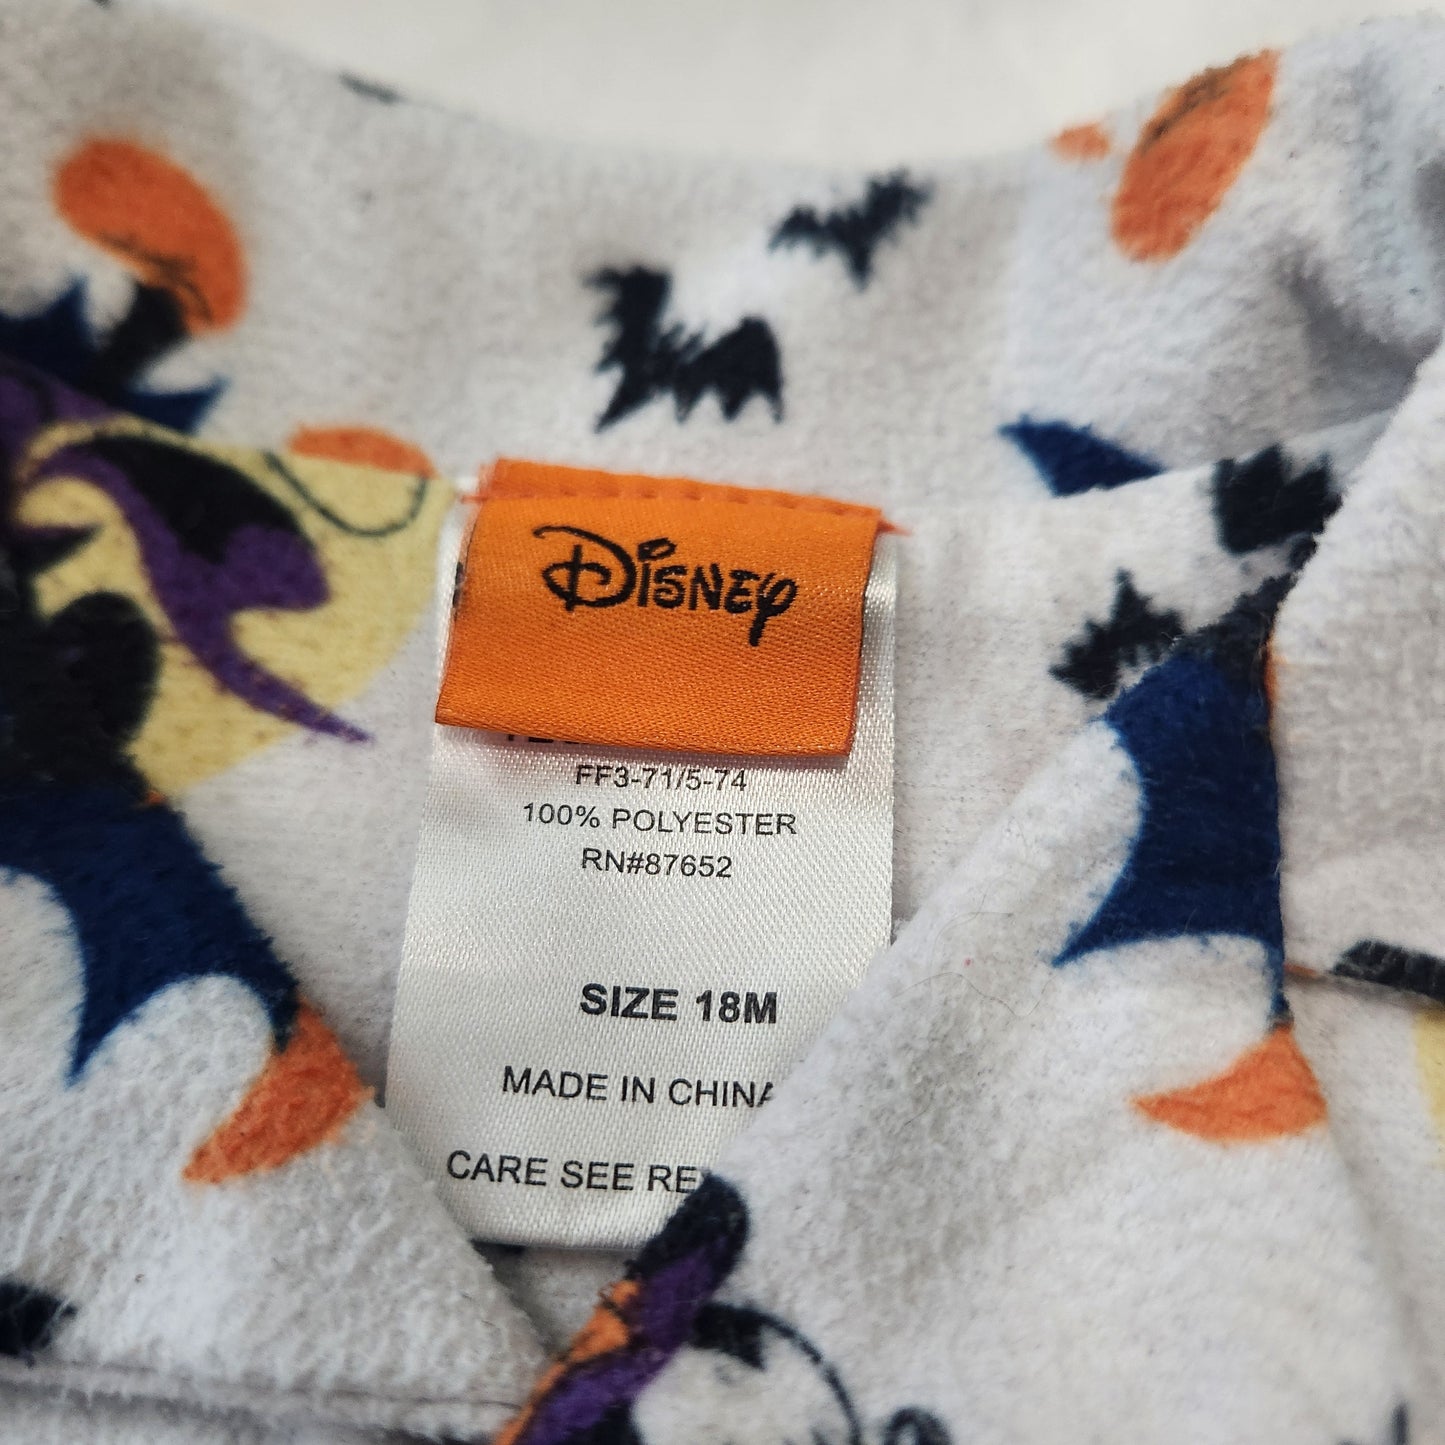 Disney
FF3-71/5-74
100% POLYESTER
RN#87652
SIZE 18M
MADE IN CHINA
CARE SEE RE